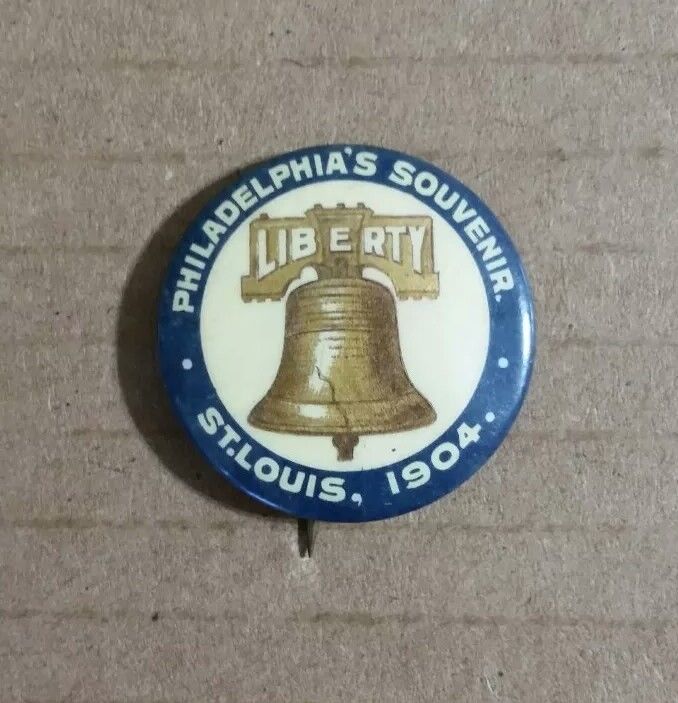 PHILADELPHIA'S SOUVENIR.
LIBERTY
ST. LOUIS, 1904.